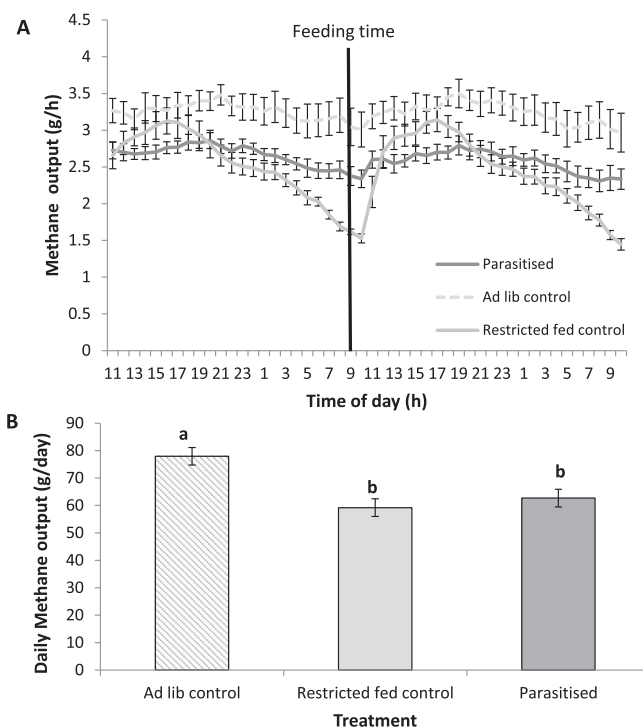 A
Feeding time
4.5
4
3.5
3
2.5
2
1.5
1
0.5
0
Methane output (g/h)
Parasitised
Ad lib control
Restricted fed control
11 13 15 17 19 21 23 1 3 5 7 9 11 13 15 17 19 21 23 1 3 5 7 9
Time of day (h)
B
90
80
70
60
50
40
30
20
10
0
Daily Methane output (g/day)
a
b
b
Ad lib control Restricted fed control Parasitised
Treatment